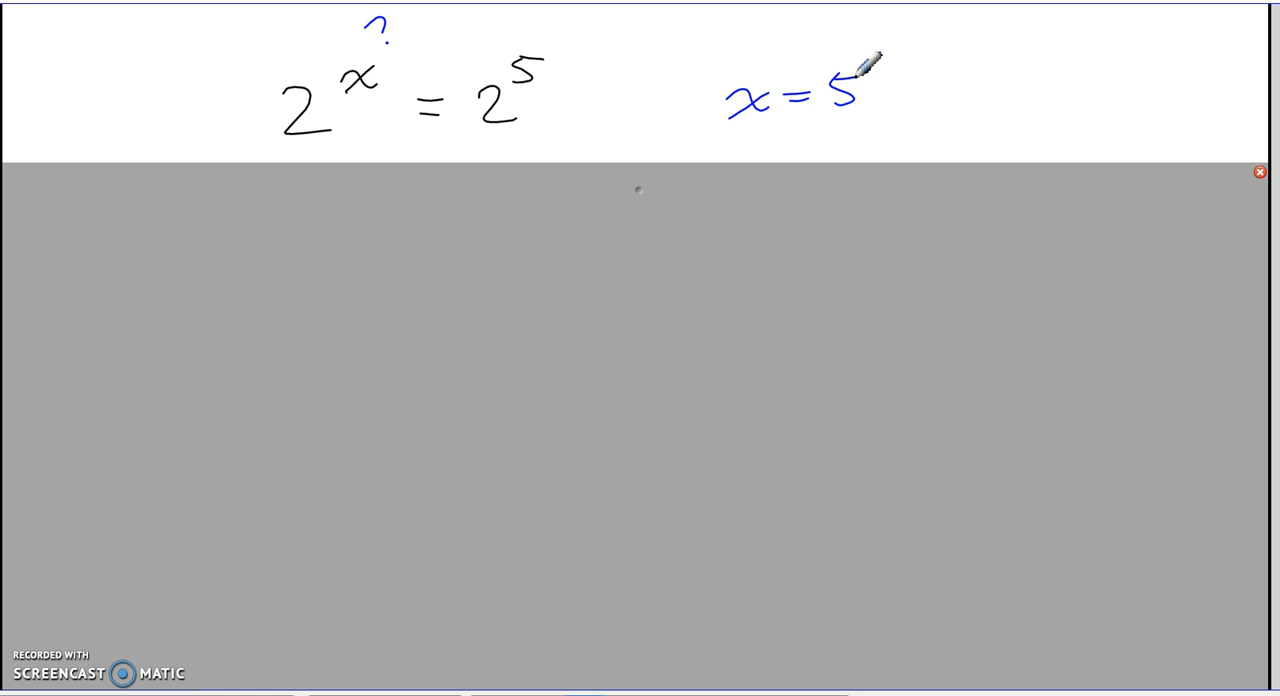 ?
2^x = 2^5 x = 5
RECORDED WITH
SCREENCAST MATIC